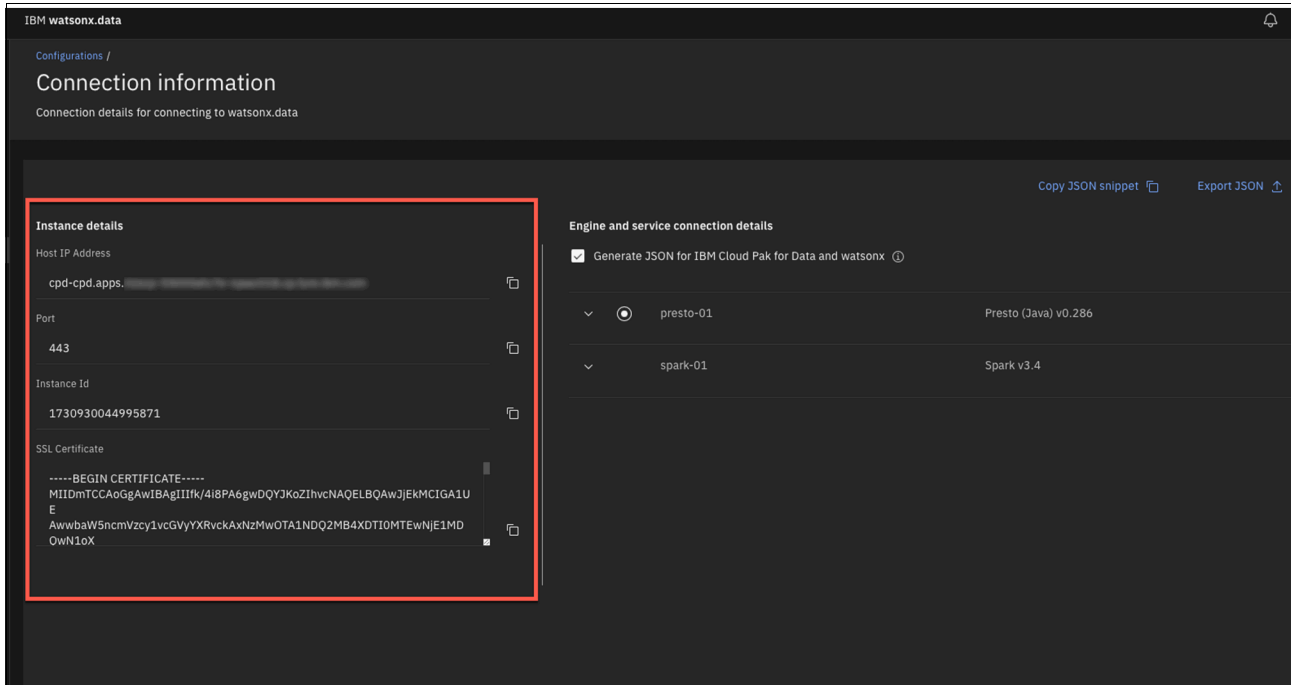 IBM watsonx.data
Configurations /
Connection information
Connection details for connecting to watsonx.data
Copy JSON snippet
Export JSON
Instance details
Host IP Address
cpd-cpd.apps.
Port
443
Instance Id
1730930044995871
SSL Certificate
-----BEGIN CERTIFICATE-----
MIIDmTCCAoGgAwIBAgIIIfk/4i8PA6gwDQYJKoZIhvcNAQELBQAwJjEkMCIGA1U
E
AwwbaW5ncmVzcy1vcGVyYXRvckAxNzMwOTA1NDQ2MB4XDTI0MTEwNjE1MD
OwN1oX
Engine and service connection details
Generate JSON for IBM Cloud Pak for Data and watsonx
presto-01
Presto (Java) v0.286
spark-01
Spark v3.4